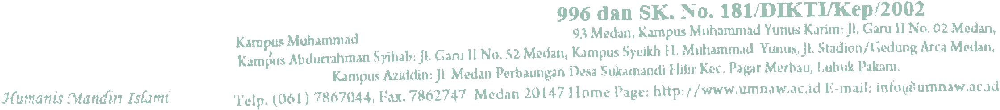 996 dan SK. No. 181/DIKTI/Kep/2002
Kampus Muhammad 93 Medan, Kampus Muhammad Yunus Karim: Jl. Garu II No. 02 Medan,
Kampus Abdurrahman Syihab: Jl. Garu II No. 52 Medan, Kampus Syeikh H. Muhammad Yunus, Jl. Stadion/Gedung Arca Medan,
Kampus Aziddin: Jl Medan Perbaungan Desa Sukamandi Hilir Kec. Pagar Merbau, Lubuk Pakam.
Humanis Mandiri Islami Telp. (061) 7867044, Fax. 7862747 Medan 20147 Home Page: http://www.umnaw.ac.id E-mail: info@umnaw.ac.id